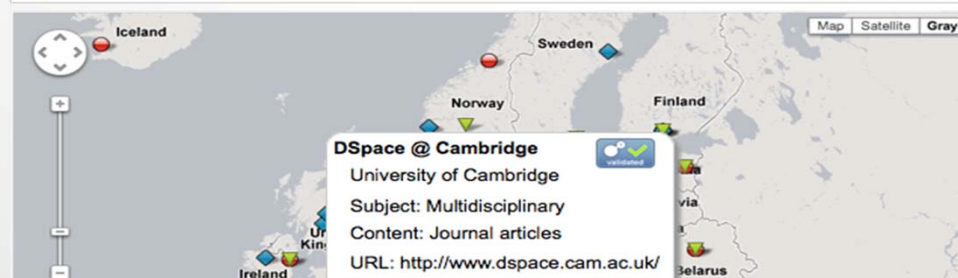 Iceland
Map Satellite Gray
Sweden
Norway
Finland
DSpace @ Cambridge
validated
University of Cambridge
Subject: Multidisciplinary
Content: Journal articles
URL: http://www.dspace.cam.ac.uk/
Ireland
Belarus